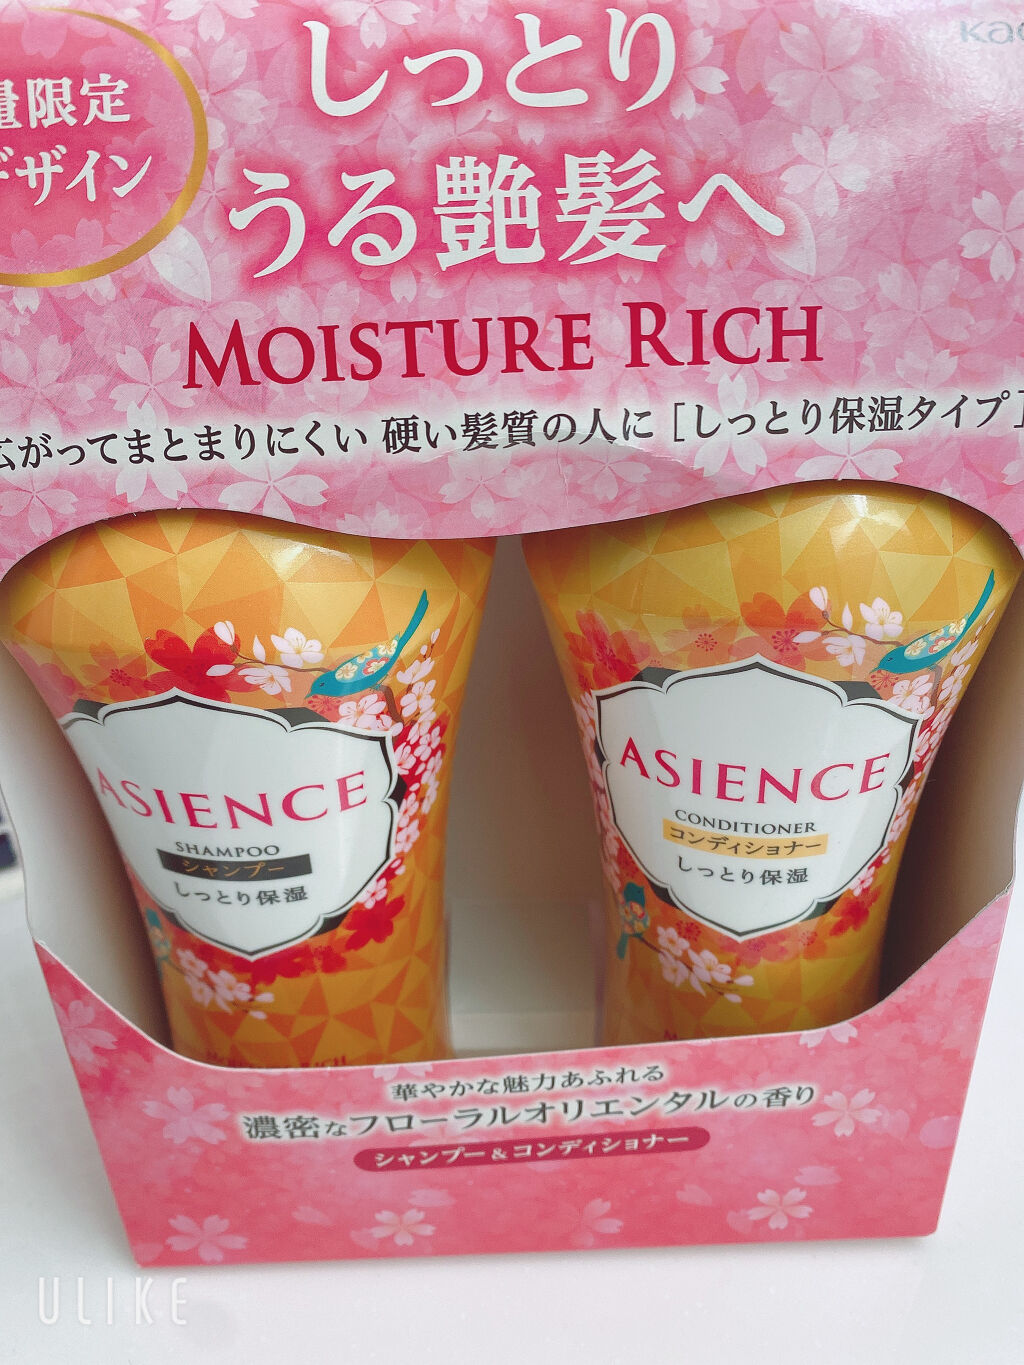 Kao
量限定
デザイン
しっとり
うる艶髪へ
MOISTURE RICH
広がってまとまりにくい 硬い髪質の人に [しっとり保湿タイプ]
ASIENCE
SHAMPOO
シャンプー
しっとり保湿
ASIENCE
CONDITIONER
コンディショナー
しっとり保湿
華やかな魅力あふれる
濃密なフローラルオリエンタルの香り
シャンプー&コンディショナー
ULIKE